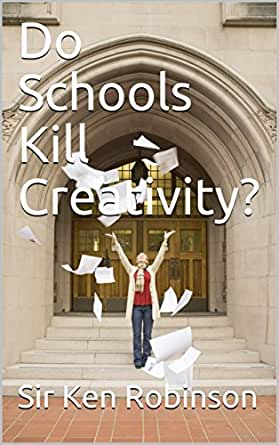 Do
Schools
Kill
Creativity?
Sir Ken Robinson